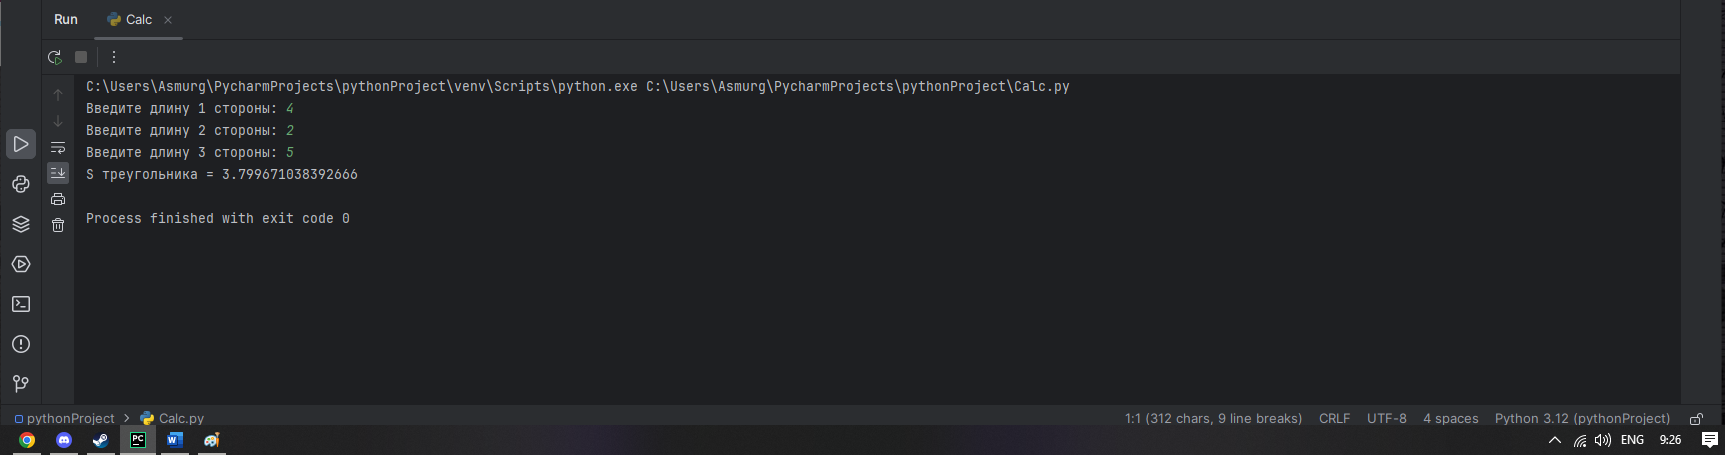 Run Calc
C:\Users\Asmurg\PycharmProjects\pythonProject\venv\Scripts\python.exe C:\Users\Asmurg\PycharmProjects\pythonProject\Calc.py
Введите длину 1 стороны: 4
Введите длину 2 стороны: 2
Введите длину 3 стороны: 5
S треугольника = 3.799671038392666
Process finished with exit code 0
pythonProject > Calc.py 1:1 (312 chars, 9 line breaks) CRLF UTF-8 4 spaces Python 3.12 (pythonProject)
PC W ENG 9:26